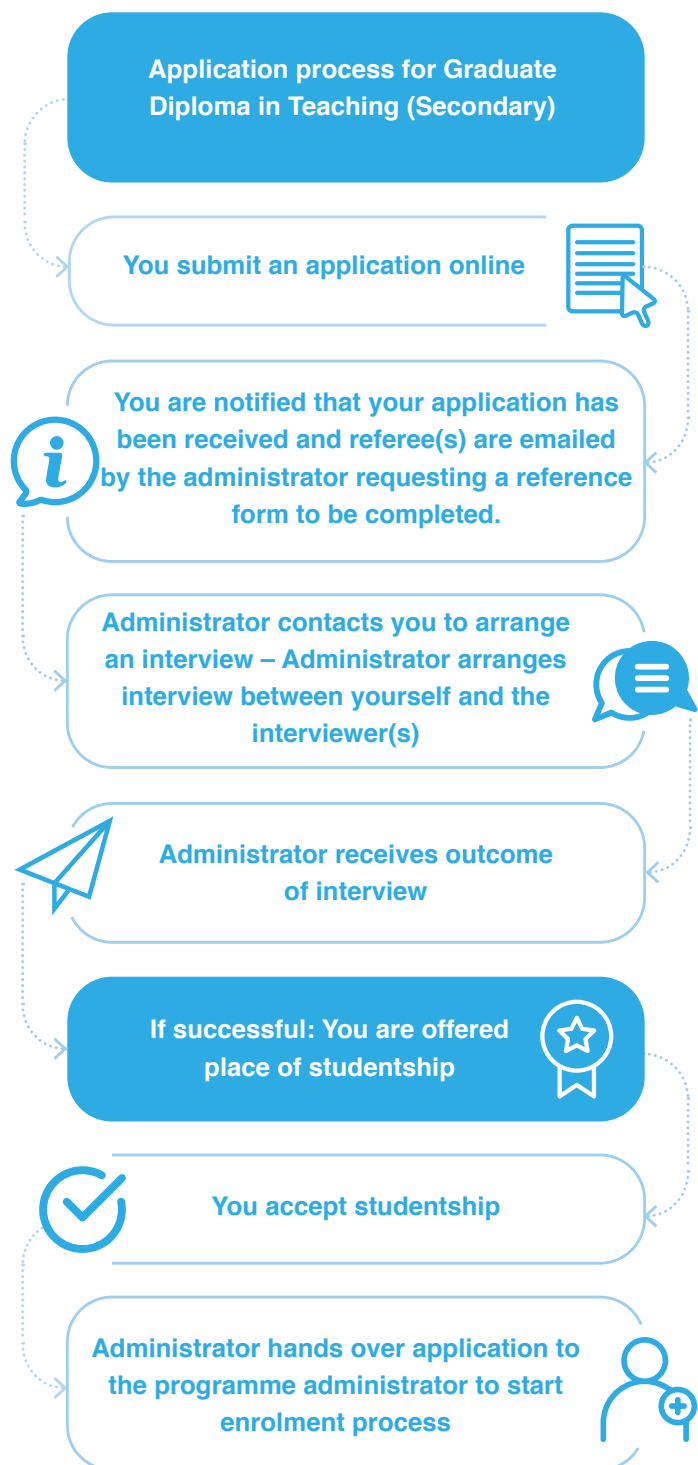 Application process for Graduate
Diploma in Teaching (Secondary)
You submit an application online
You are notified that your application has
been received and referee(s) are emailed
by the administrator requesting a reference
form to be completed.
Administrator contacts you to arrange
an interview – Administrator arranges
interview between yourself and the
interviewer(s)
Administrator receives outcome
of interview
If successful: You are offered
place of studentship
You accept studentship
Administrator hands over application to
the programme administrator to start
enrolment process